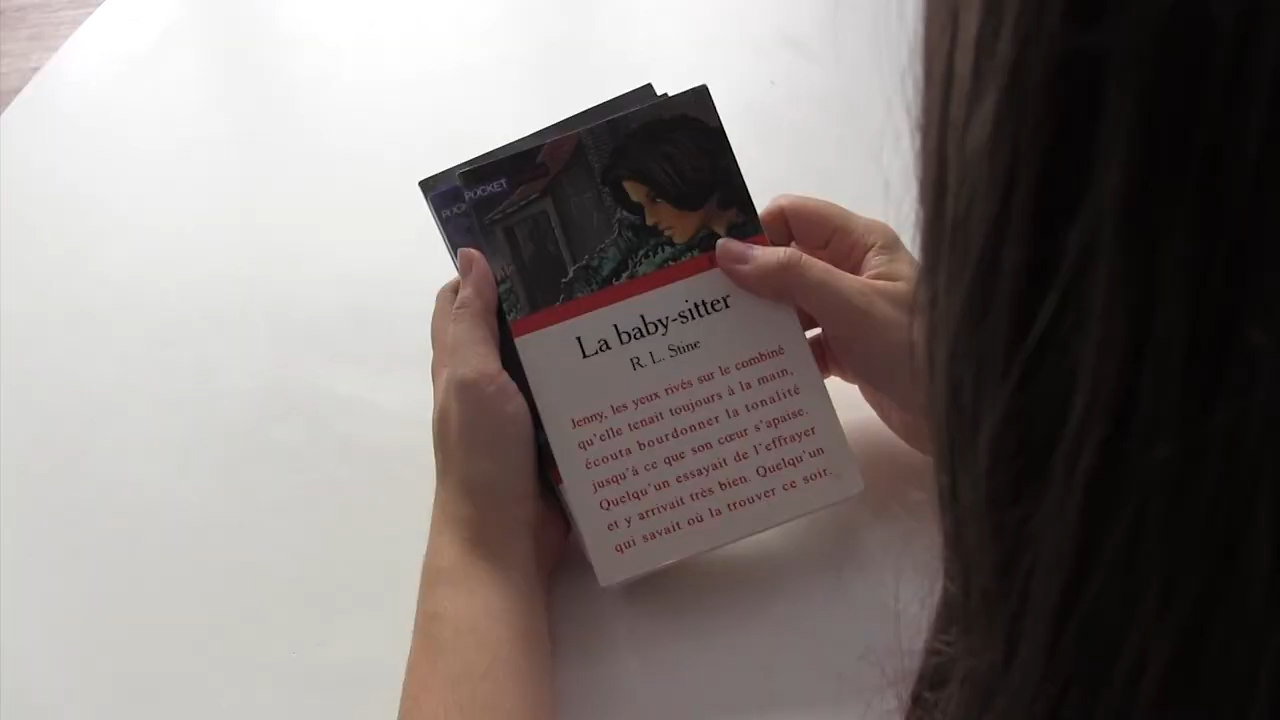 POCKET
La baby-sitter
R. L. Stine
Jenny, les yeux rivés sur le combiné
qu'elle tenait toujours à la main,
écouta bourdonner la tonalité
jusqu'à ce que son cœur s'apaise.
Quelqu'un essayait de l'effrayer
et y arrivait très bien. Quelqu'un
qui savait où la trouver ce soir.